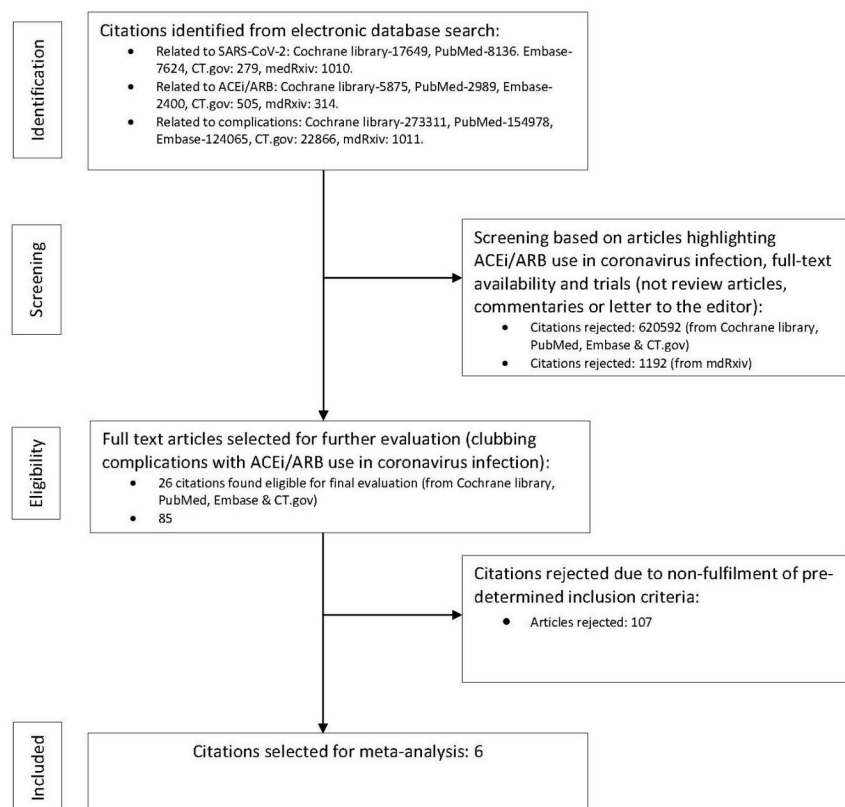 Identification
Citations identified from electronic database search:
• Related to SARS-CoV-2: Cochrane library-17649, PubMed-8136. Embase-
7624, CT.gov: 279, medRxiv: 1010.
• Related to ACEi/ARB: Cochrane library-5875, PubMed-2989, Embase-
2400, CT.gov: 505, mdRxiv: 314.
• Related to complications: Cochrane library-273311, PubMed-154978,
Embase-124065, CT.gov: 22866, mdRxiv: 1011.
Screening
Screening based on articles highlighting
ACEi/ARB use in coronavirus infection, full-text
availability and trials (not review articles,
commentaries or letter to the editor):
• Citations rejected: 620592 (from Cochrane library,
PubMed, Embase & CT.gov)
• Citations rejected: 1192 (from mdRxiv)
Eligibility
Full text articles selected for further evaluation (clubbing
complications with ACEi/ARB use in coronavirus infection):
• 26 citations found eligible for final evaluation (from Cochrane library,
PubMed, Embase & CT.gov)
• 85
Citations rejected due to non-fulfilment of pre-
determined inclusion criteria:
• Articles rejected: 107
Included
Citations selected for meta-analysis: 6